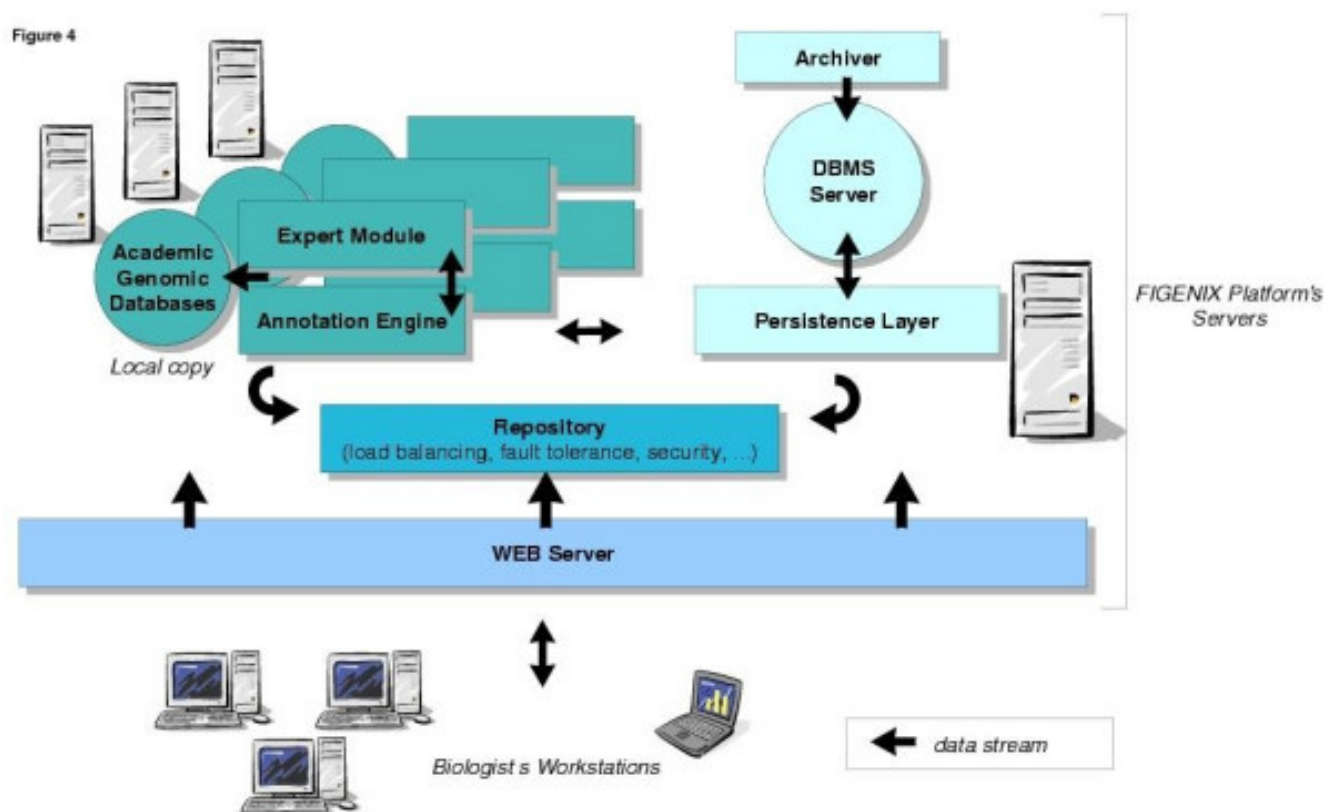 Figure 4
Archiver
DBMS
Server
Expert Module
Academic
Genomic
Databases
Annotation Engine
Local copy
Persistence Layer
FIGENIX Platform's
Servers
Repository
(load balancing, fault tolerance, security, ...)
WEB Server
Biologist s Workstations
data stream